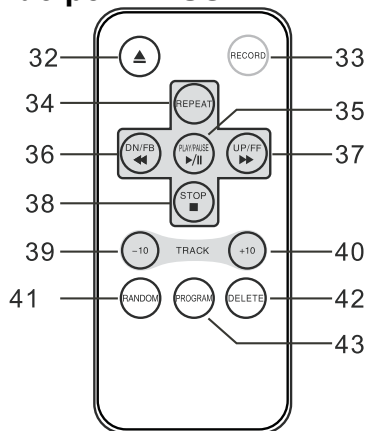 32
RECORD
33
34
REPEAT
35
36
DN/FB
PLAY/PAUSE
UP/FF
37
38
STOP
39
-10
TRACK
+10
40
41
RANDOM
PROGRAM
DELETE
42
43